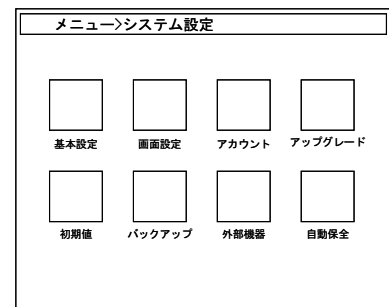 メニュー>システム設定
基本設定 画面設定 アカウント アップグレード
初期値 バックアップ 外部機器 自動保全